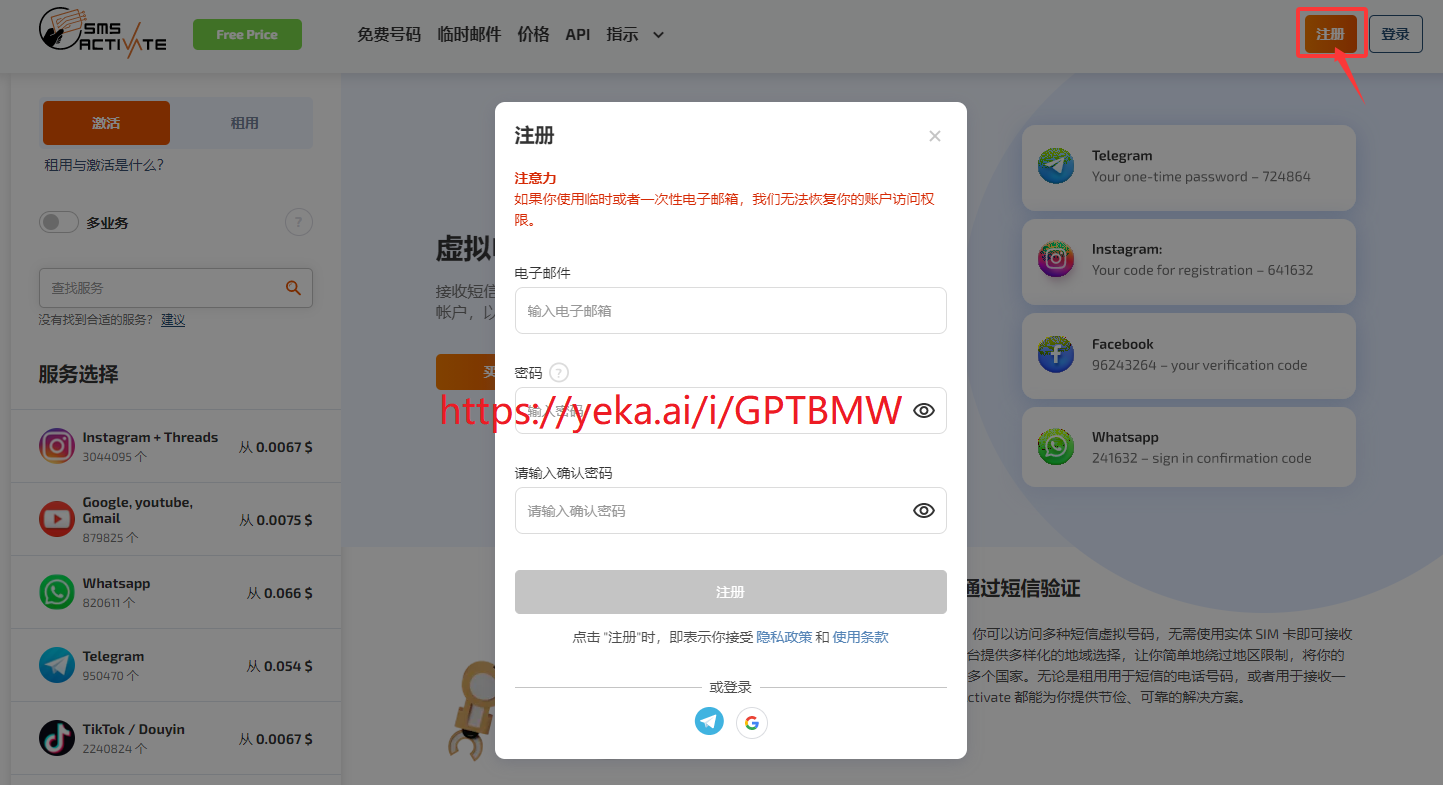 SMS
ACTIVATE
Free Price
免费号码
临时邮件
价格
API
指示
注册
登录
激活
租用
租用与激活是什么?
多业务
?
查找服务
没有找到合适的服务? 建议
服务选择
Instagram + Threads
3044095 个
从 0.0067 $
Google, youtube,
Gmail
879825 个
从 0.0075 $
Whatsapp
820611 个
从 0.066 $
Telegram
950470 个
从 0.054 $
TikTok / Douyin
2240824 个
从 0.0067 $
虚拟
接收短信
帐户，以
买
注册
注意力
如果你使用临时或者一次性电子邮箱，我们无法恢复你的账户访问权
限。
电子邮件
输入电子邮箱
密码 ?
输入密码
https://yeka.ai/i/GPTBMW
请输入确认密码
请输入确认密码
注册
点击 "注册"时，即表示你接受 隐私政策 和 使用条款
或登录
Telegram
Your one-time password – 724864
Instagram:
Your code for registration – 641632
Facebook
96243264 – your verification code
Whatsapp
241632 – sign in confirmation code
通过短信验证
你可以访问多种短信虚拟号码，无需使用实体 SIM 卡即可接收
台提供多样化的地域选择，让你简单地绕过地区限制，将你的
多个国家。无论是租用用于短信的电话号码，或者用于接收一
ctivate 都能为你提供节俭、可靠的解决方案。